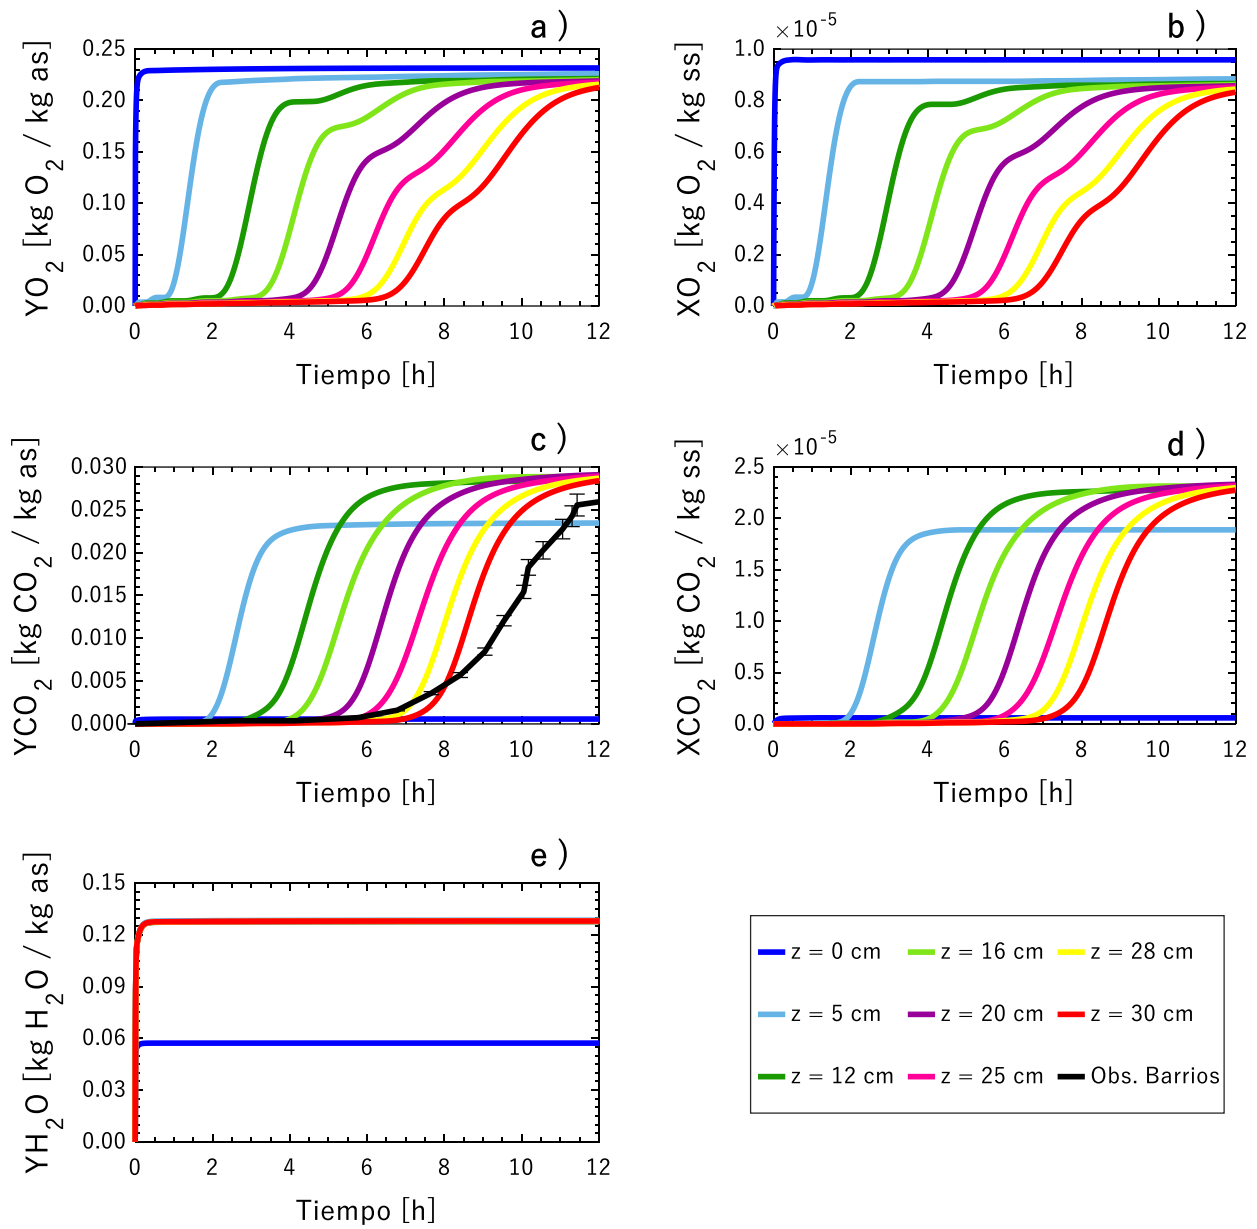 a )
YO2 [kg O2 / kg as]
0.25
0.20
0.15
0.10
0.05
0.00
0 2 4 6 8 10 12
Tiempo [h]
b )
×10-5
XO2 [kg O2 / kg ss]
1.0
0.8
0.6
0.4
0.2
0.0
0 2 4 6 8 10 12
Tiempo [h]
c )
YCO2 [kg CO2 / kg as]
0.030
0.025
0.020
0.015
0.010
0.005
0.000
0 2 4 6 8 10 12
Tiempo [h]
d )
×10-5
XCO2 [kg CO2 / kg ss]
2.5
2.0
1.5
1.0
0.5
0.0
0 2 4 6 8 10 12
Tiempo [h]
e )
YH2O [kg H2O / kg as]
0.15
0.12
0.09
0.06
0.03
0.00
0 2 4 6 8 10 12
Tiempo [h]
z = 0 cm z = 16 cm z = 28 cm
z = 5 cm z = 20 cm z = 30 cm
z = 12 cm z = 25 cm Obs. Barrios